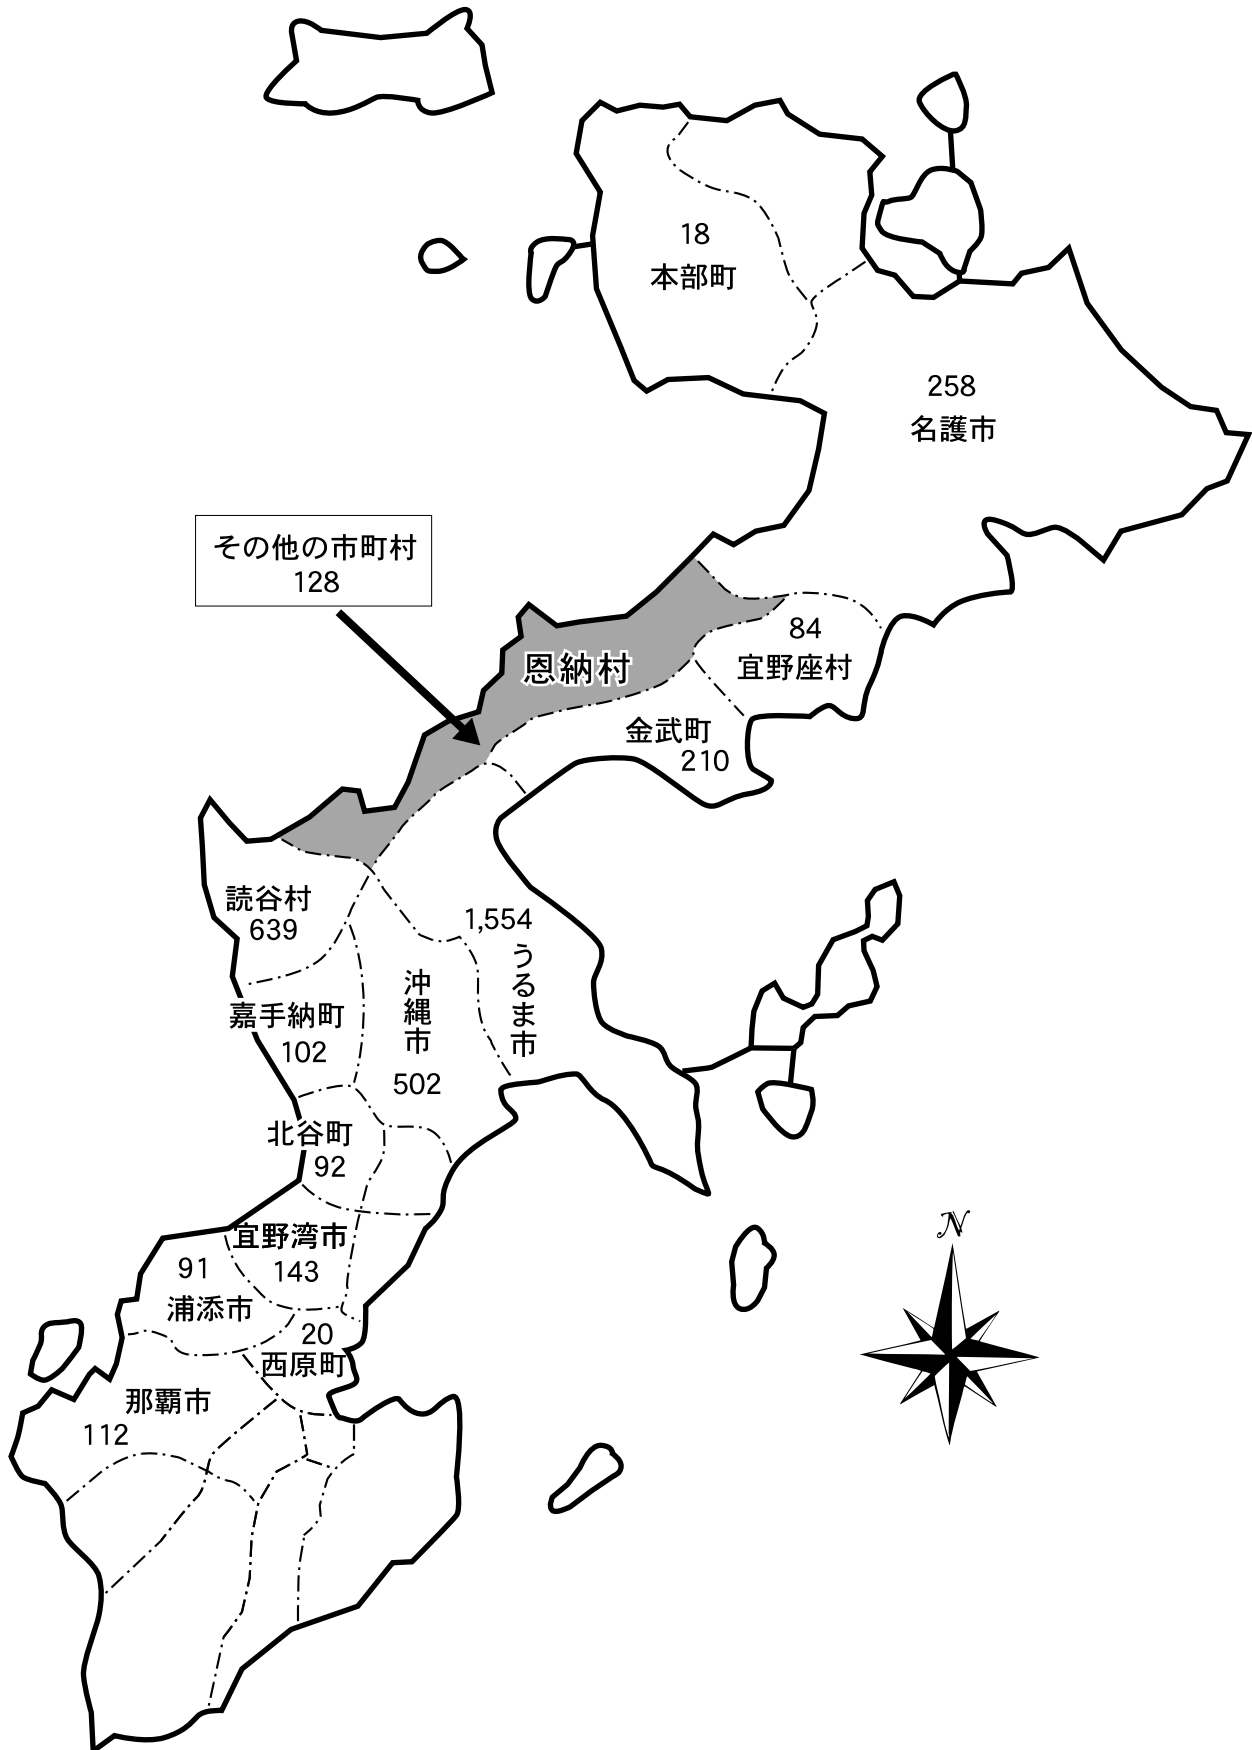 18
本部町
258
名護市
その他の市町村
128
84
宜野座村
恩納村
金武町
210
読谷村
639
1,554
うるま市
沖縄市
502
嘉手納町
102
北谷町
92
宜野湾市
143
91
浦添市
20
西原町
那覇市
112
N